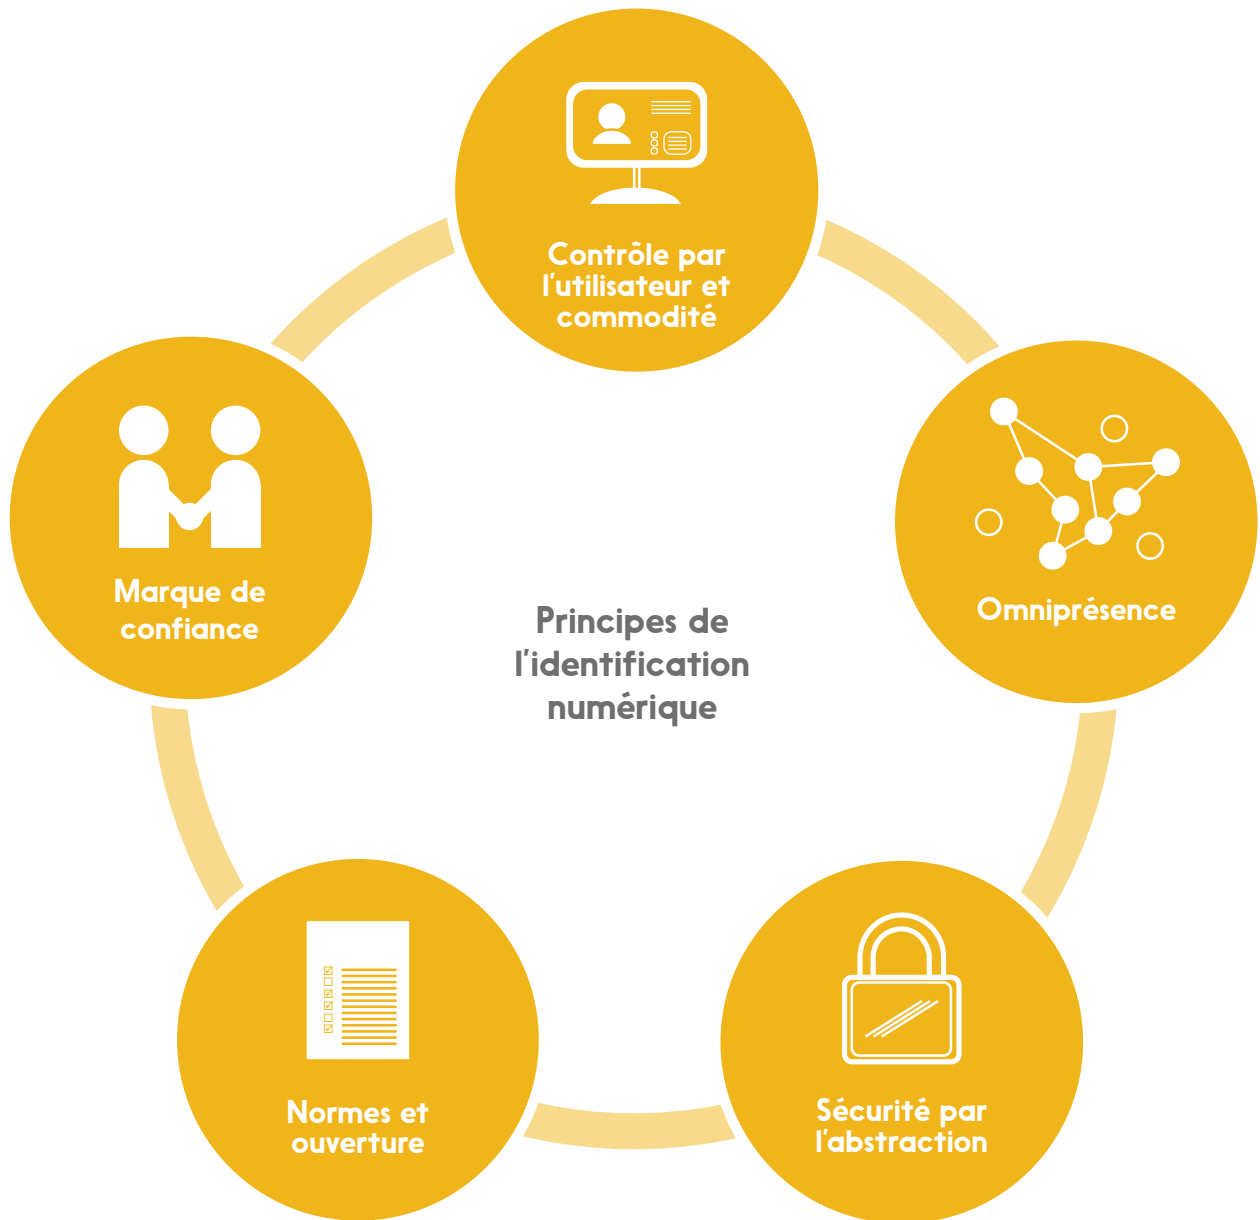 Contrôle par
l'utilisateur et
commodité
Marque de
confiance
Omniprésence
Principes de
l'identification
numérique
Normes et
ouverture
Sécurité par
l'abstraction